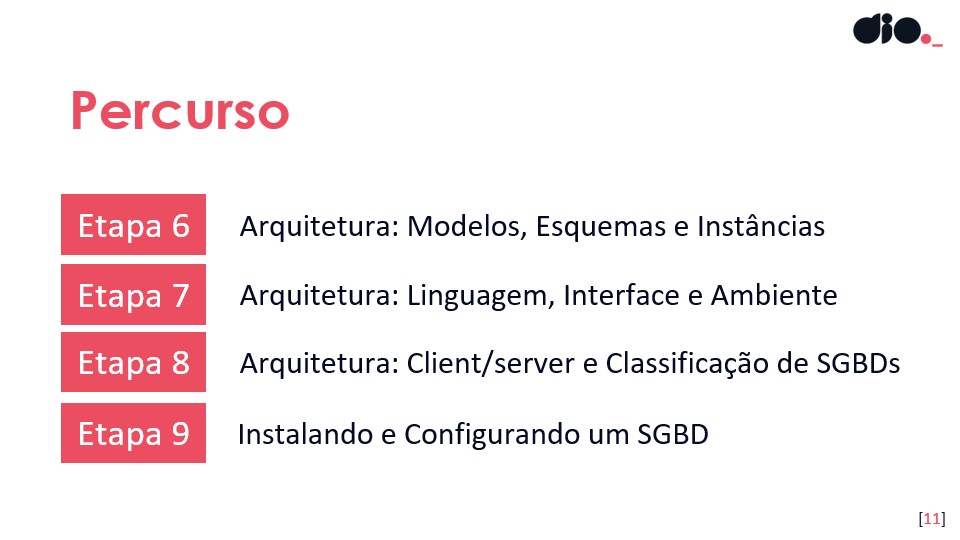 dio._
Percurso
Etapa 6 Arquitetura: Modelos, Esquemas e Instâncias
Etapa 7 Arquitetura: Linguagem, Interface e Ambiente
Etapa 8 Arquitetura: Client/server e Classificação de SGBDs
Etapa 9 Instalando e Configurando um SGBD
[11]